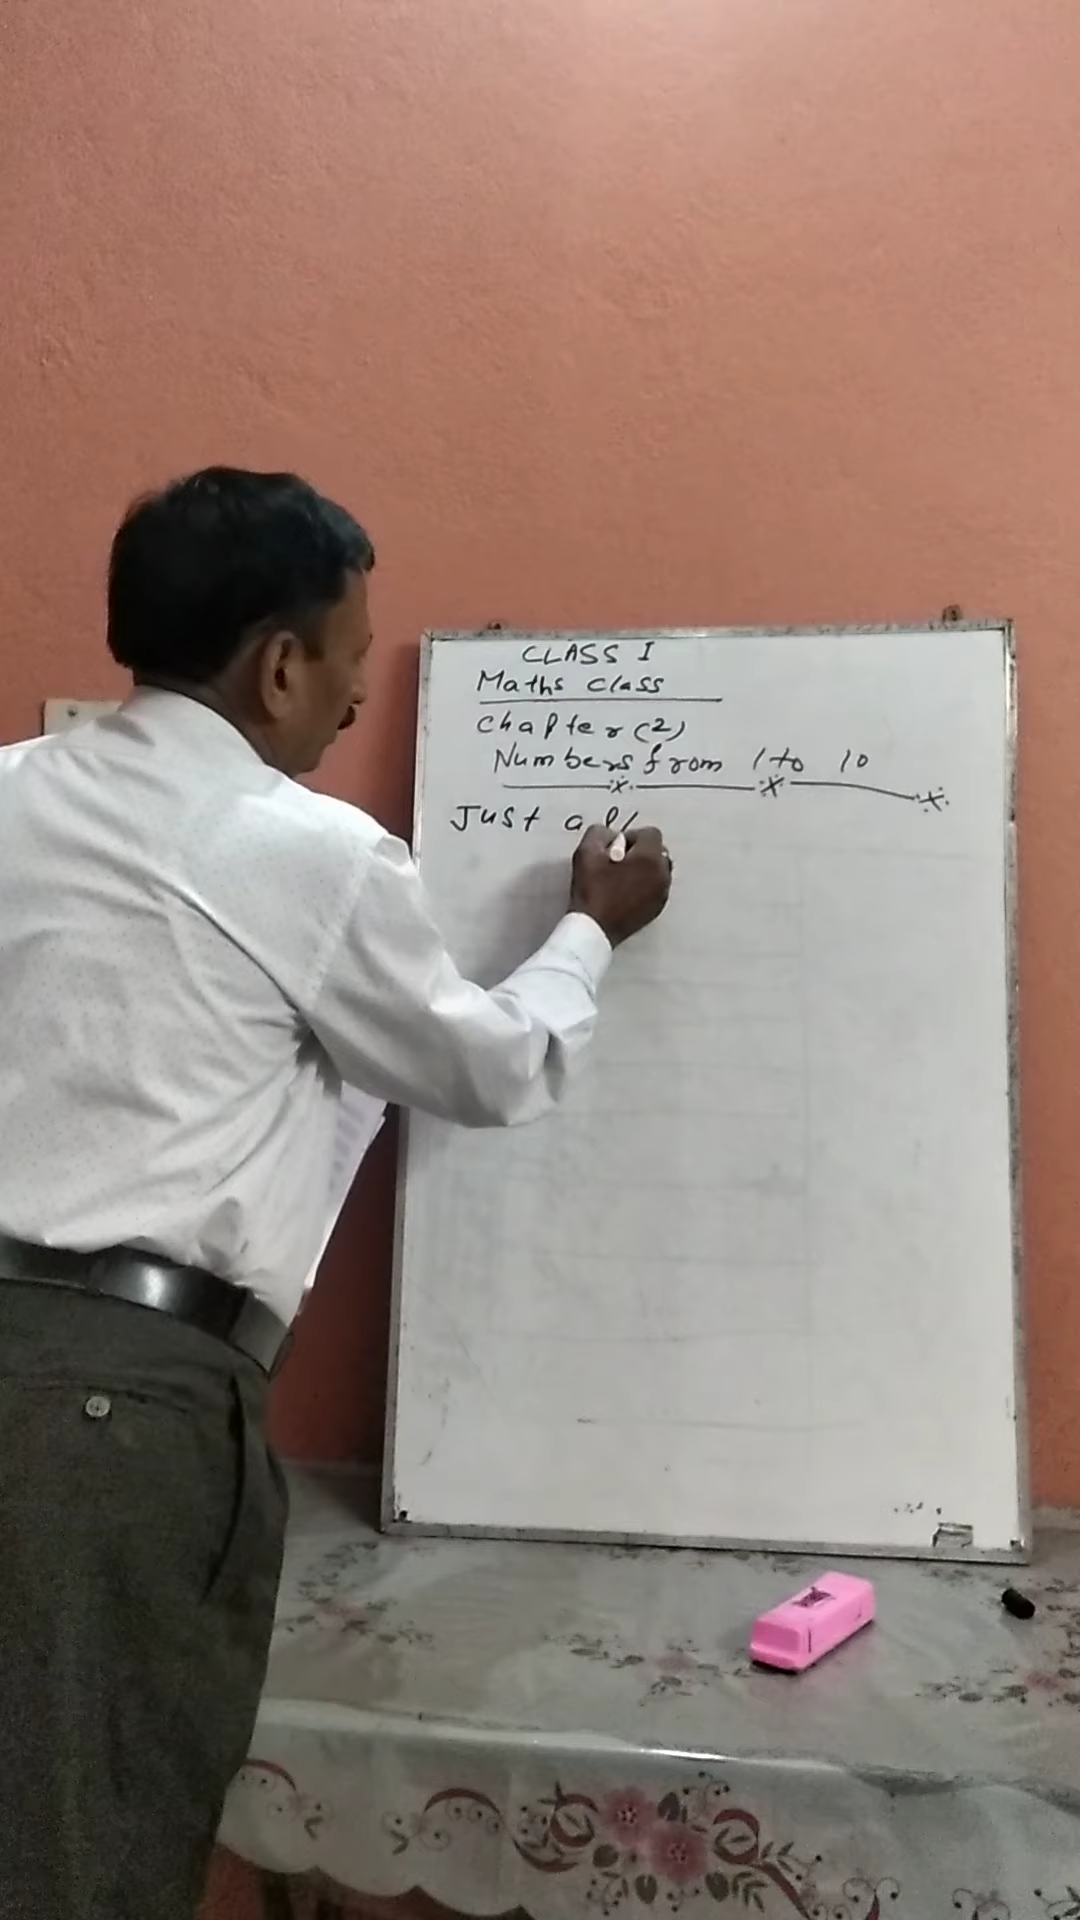 CLASS I
Maths Class
Chapter (2)
Numbers from 1 to 10
Just a